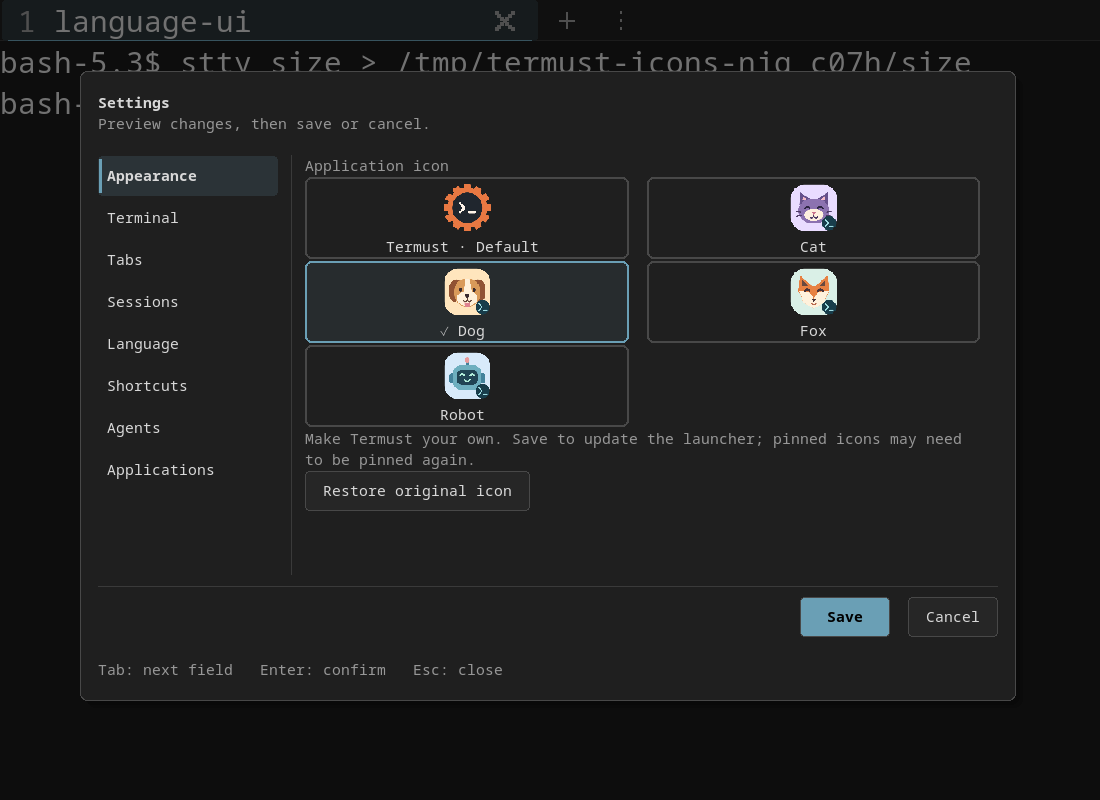 1 language-ui
bash-5.3$ stty size > /tmp/termust-icons-nig_c07h/size
bash-
Settings
Preview changes, then save or cancel.
Appearance
Terminal
Tabs
Sessions
Language
Shortcuts
Agents
Applications
Application icon
Termust · Default
Cat
✓ Dog
Fox
Robot
Make Termust your own. Save to update the launcher; pinned icons may need
to be pinned again.
Restore original icon
Save
Cancel
Tab: next field Enter: confirm Esc: close